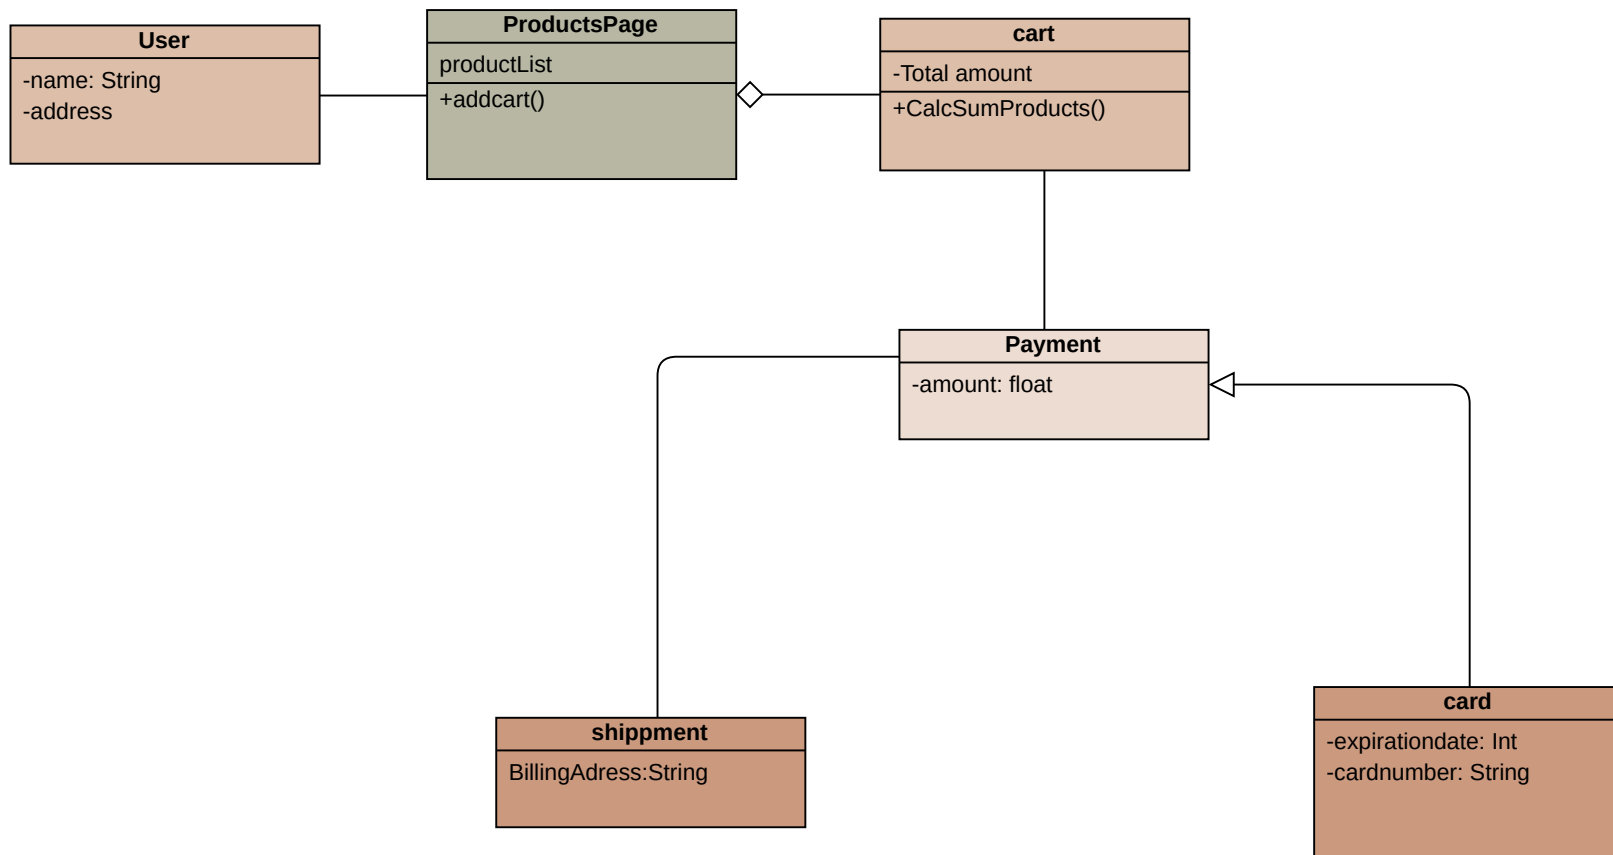 User
-name: String
-address
ProductsPage
productList
+addcart()
cart
-Total amount
+CalcSumProducts()
Payment
-amount: float
shippment
BillingAdress:String
card
-expirationdate: Int
-cardnumber: String